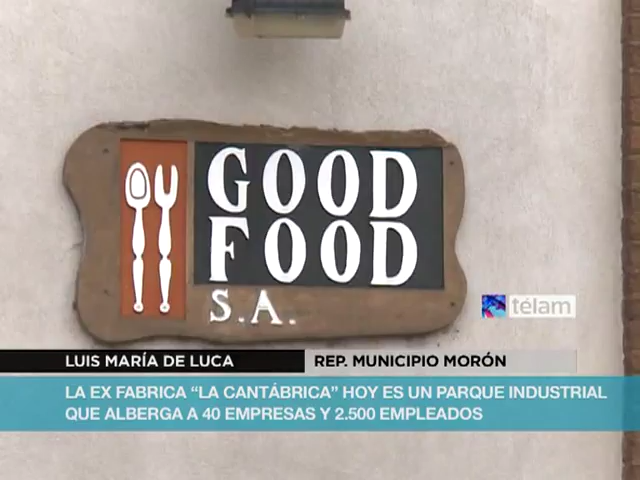 GOOD
FOOD
S.A.
télam
LUIS MARÍA DE LUCA
REP. MUNICIPIO MORÓN
LA EX FABRICA “LA CANTÁBRICA” HOY ES UN PARQUE INDUSTRIAL
QUE ALBERGA A 40 EMPRESAS Y 2.500 EMPLEADOS